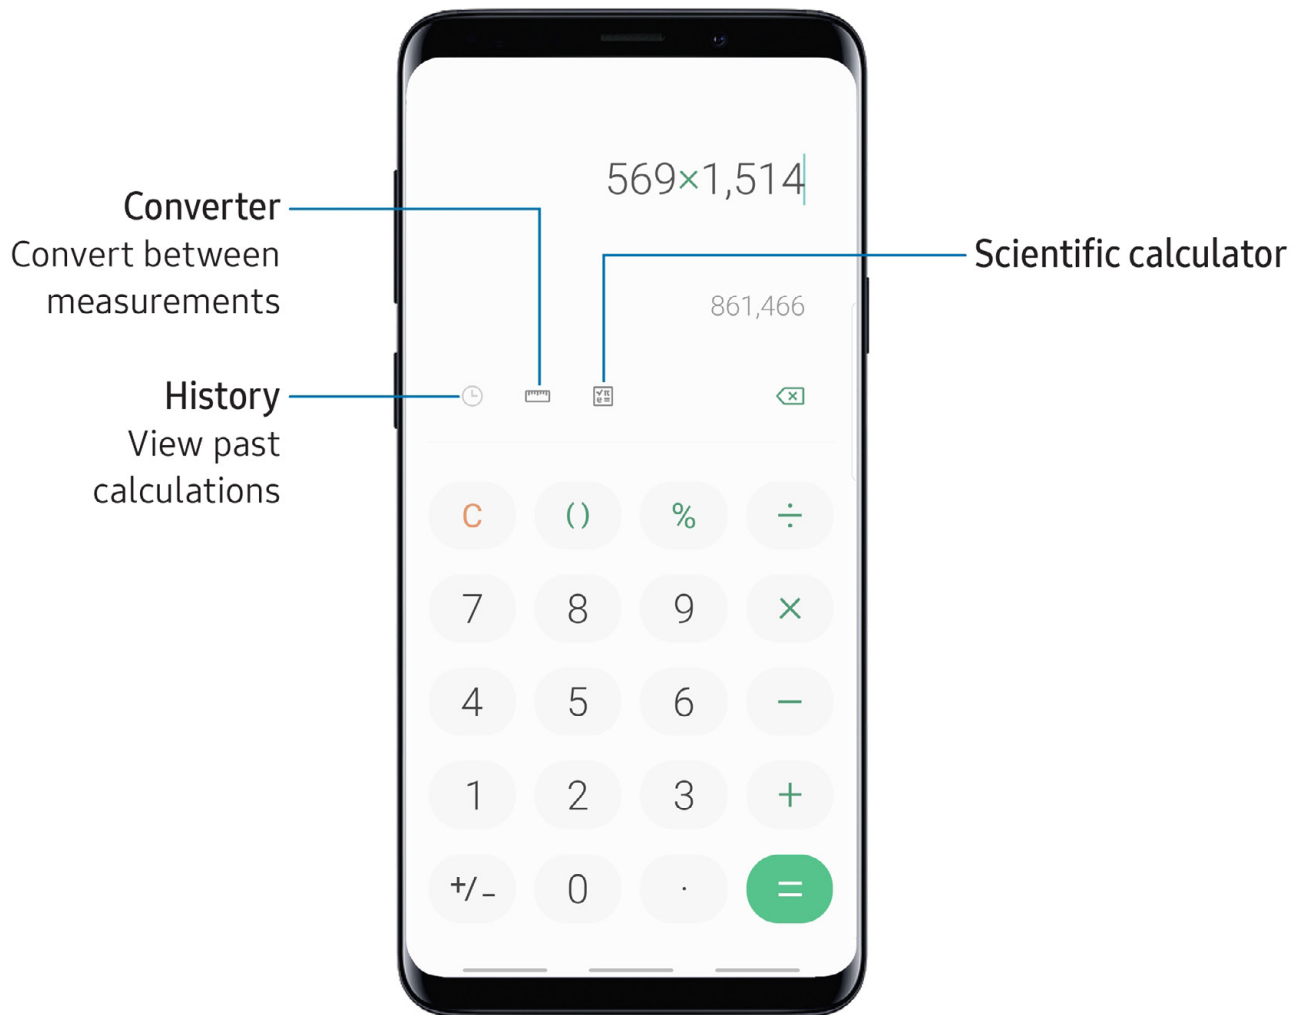 569×1,514
Converter
Convert between
measurements
Scientific calculator
861,466
History
View past
calculations
C () % ÷
7 8 9 ×
4 5 6 −
1 2 3 +
+/− 0 . =